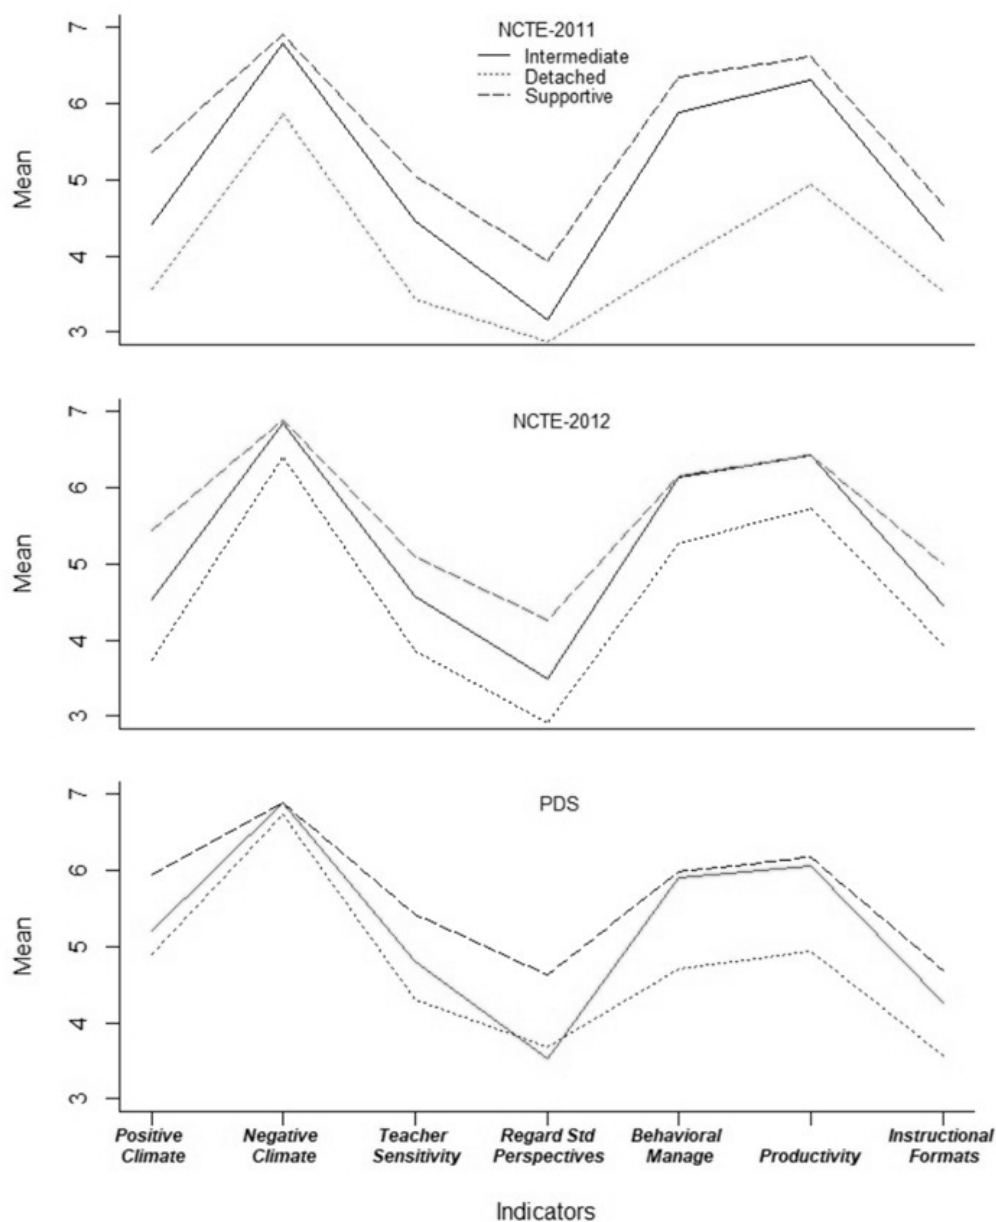 NCTE-2011
Intermediate
Detached
Supportive
Mean
7
6
5
4
3
NCTE-2012
Mean
7
6
5
4
3
PDS
Mean
7
6
5
4
3
Positive Climate
Negative Climate
Teacher Sensitivity
Regard Std Perspectives
Behavioral Manage
Productivity
Instructional Formats
Indicators